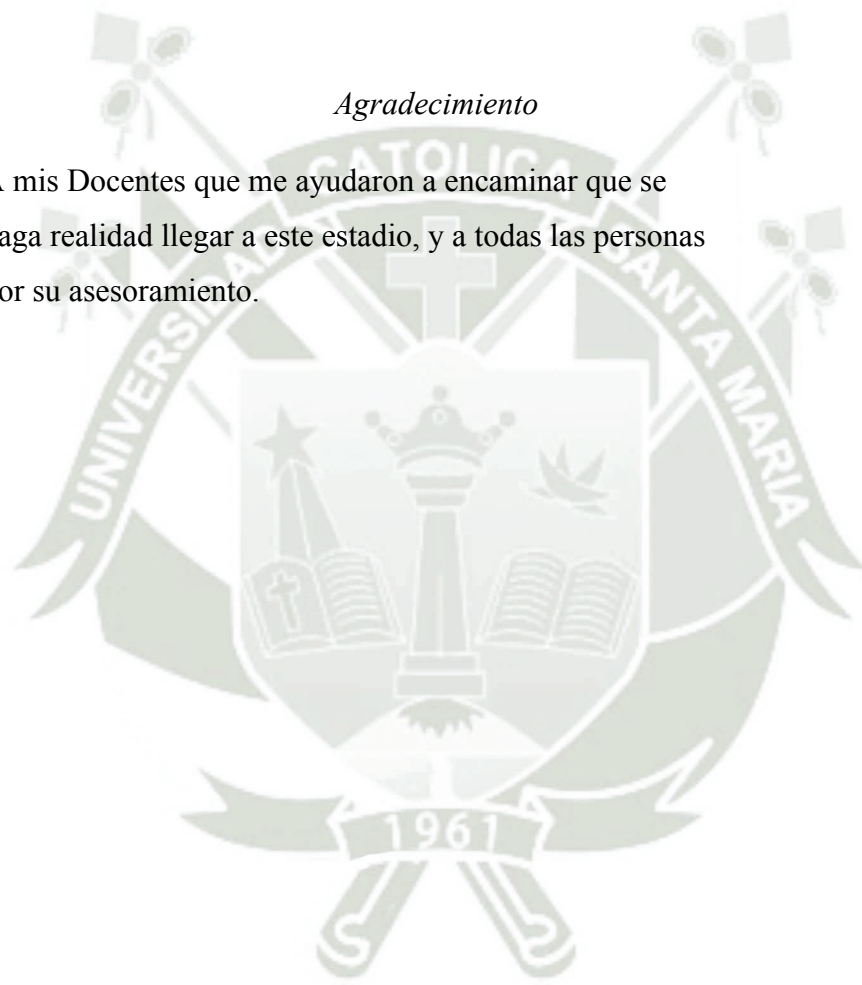 Agradecimiento
A mis Docentes que me ayudaron a encaminar que se
aga realidad llegar a este estadio, y a todas las personas
or su asesoramiento.
UNIVERSIDAD CATOLICA SANTA MARIA
1961